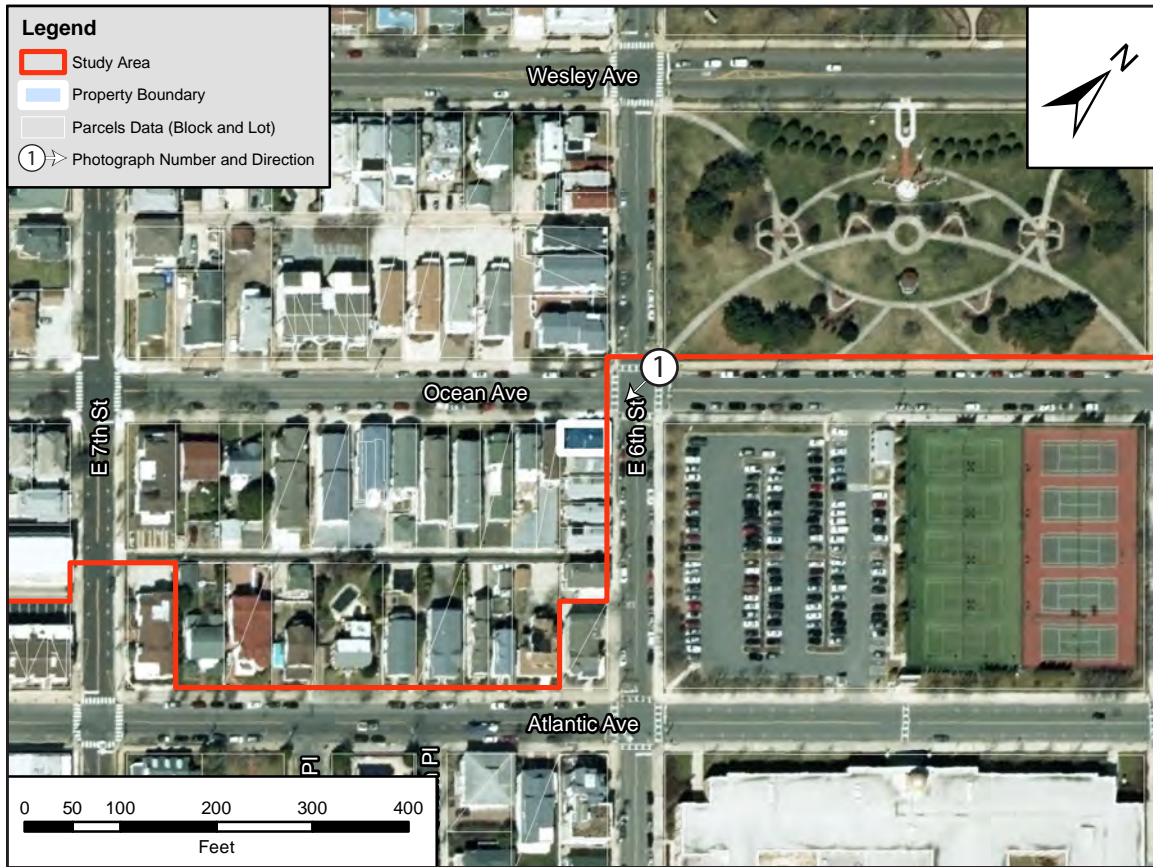 Legend
Study Area
Property Boundary
Parcels Data (Block and Lot)
1 Photograph Number and Direction
N
Wesley Ave
1
Ocean Ave
E 7th St
E 6th St
Atlantic Ave
Pl
Pl
0 50 100 200 300 400
Feet